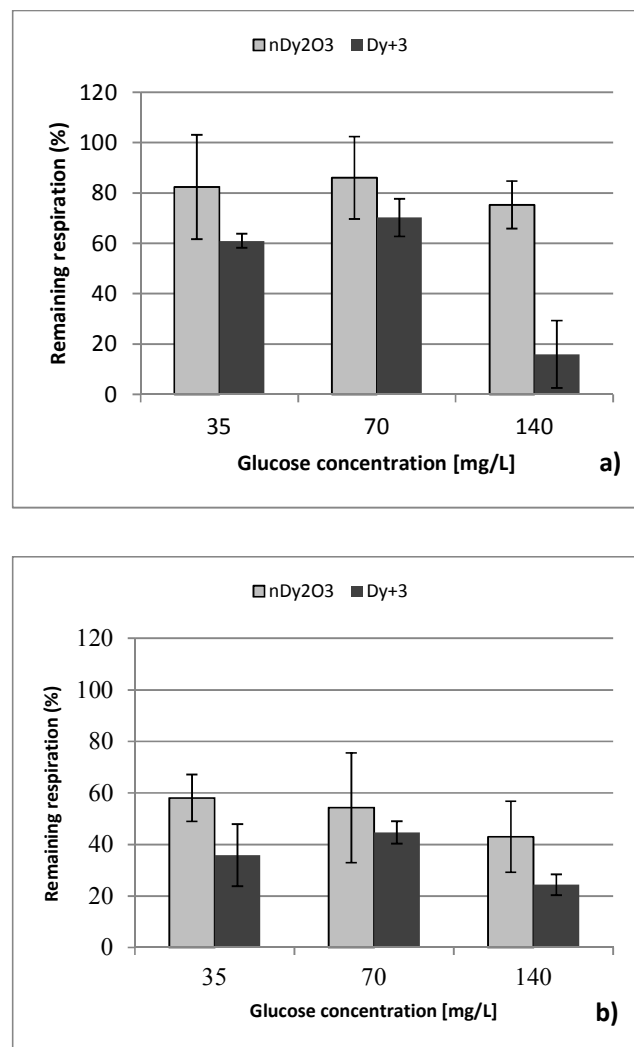 nDy2O3 Dy+3
120
100
80
60
40
20
0
Remaining respiration (%)
35 70 140
Glucose concentration [mg/L] a)
nDy2O3 Dy+3
120
100
80
60
40
20
0
Remaining respiration (%)
35 70 140
Glucose concentration [mg/L] b)